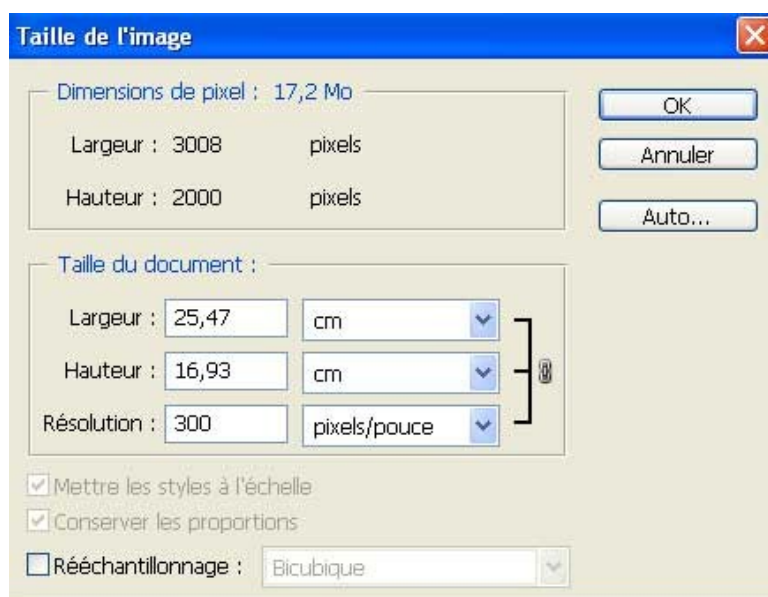 Taille de l'image
Dimensions de pixel : 17,2 Mo
OK
Largeur : 3008 pixels
Annuler
Hauteur : 2000 pixels
Auto...
Taille du document :
Largeur : 25,47 cm
Hauteur : 16,93 cm
Résolution : 300 pixels/pouce
Mettre les styles à l'échelle
Conserver les proportions
Rééchantillonnage : Bicubique